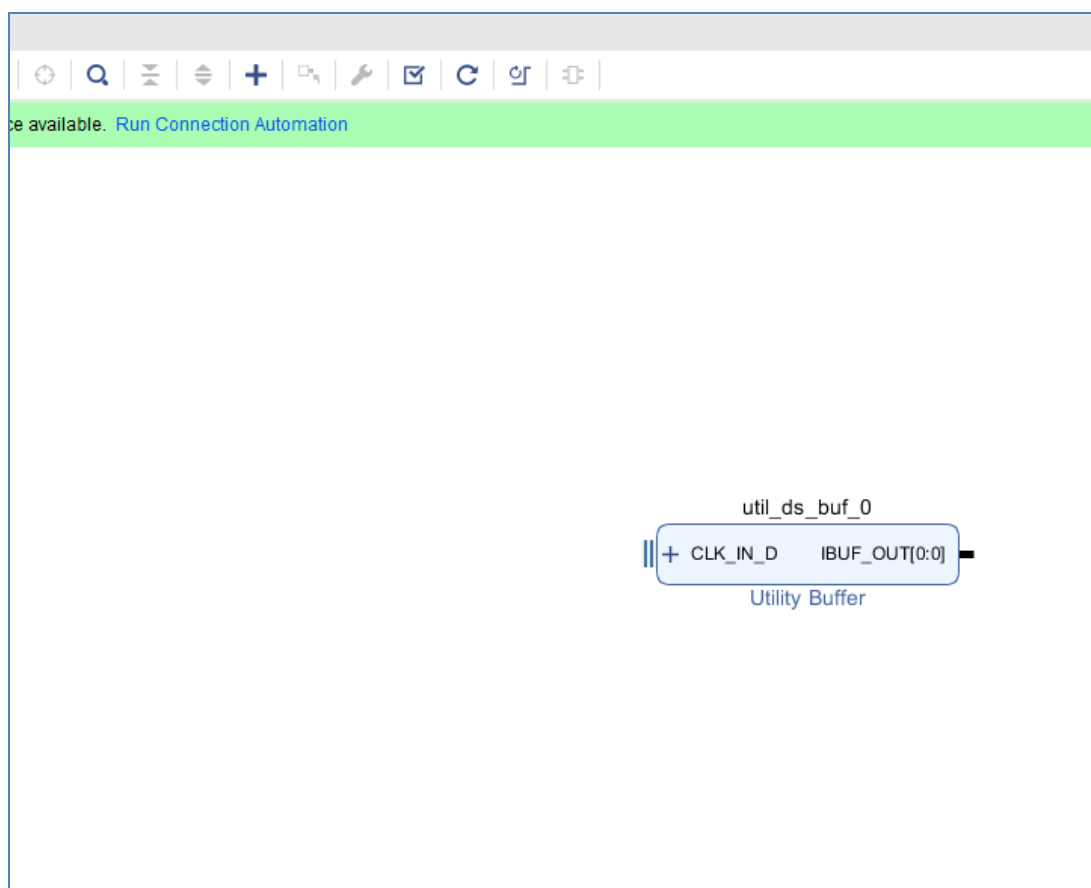 available. Run Connection Automation
util_ds_buf_0
CLK_IN_D IBUF_OUT[0:0]
Utility Buffer